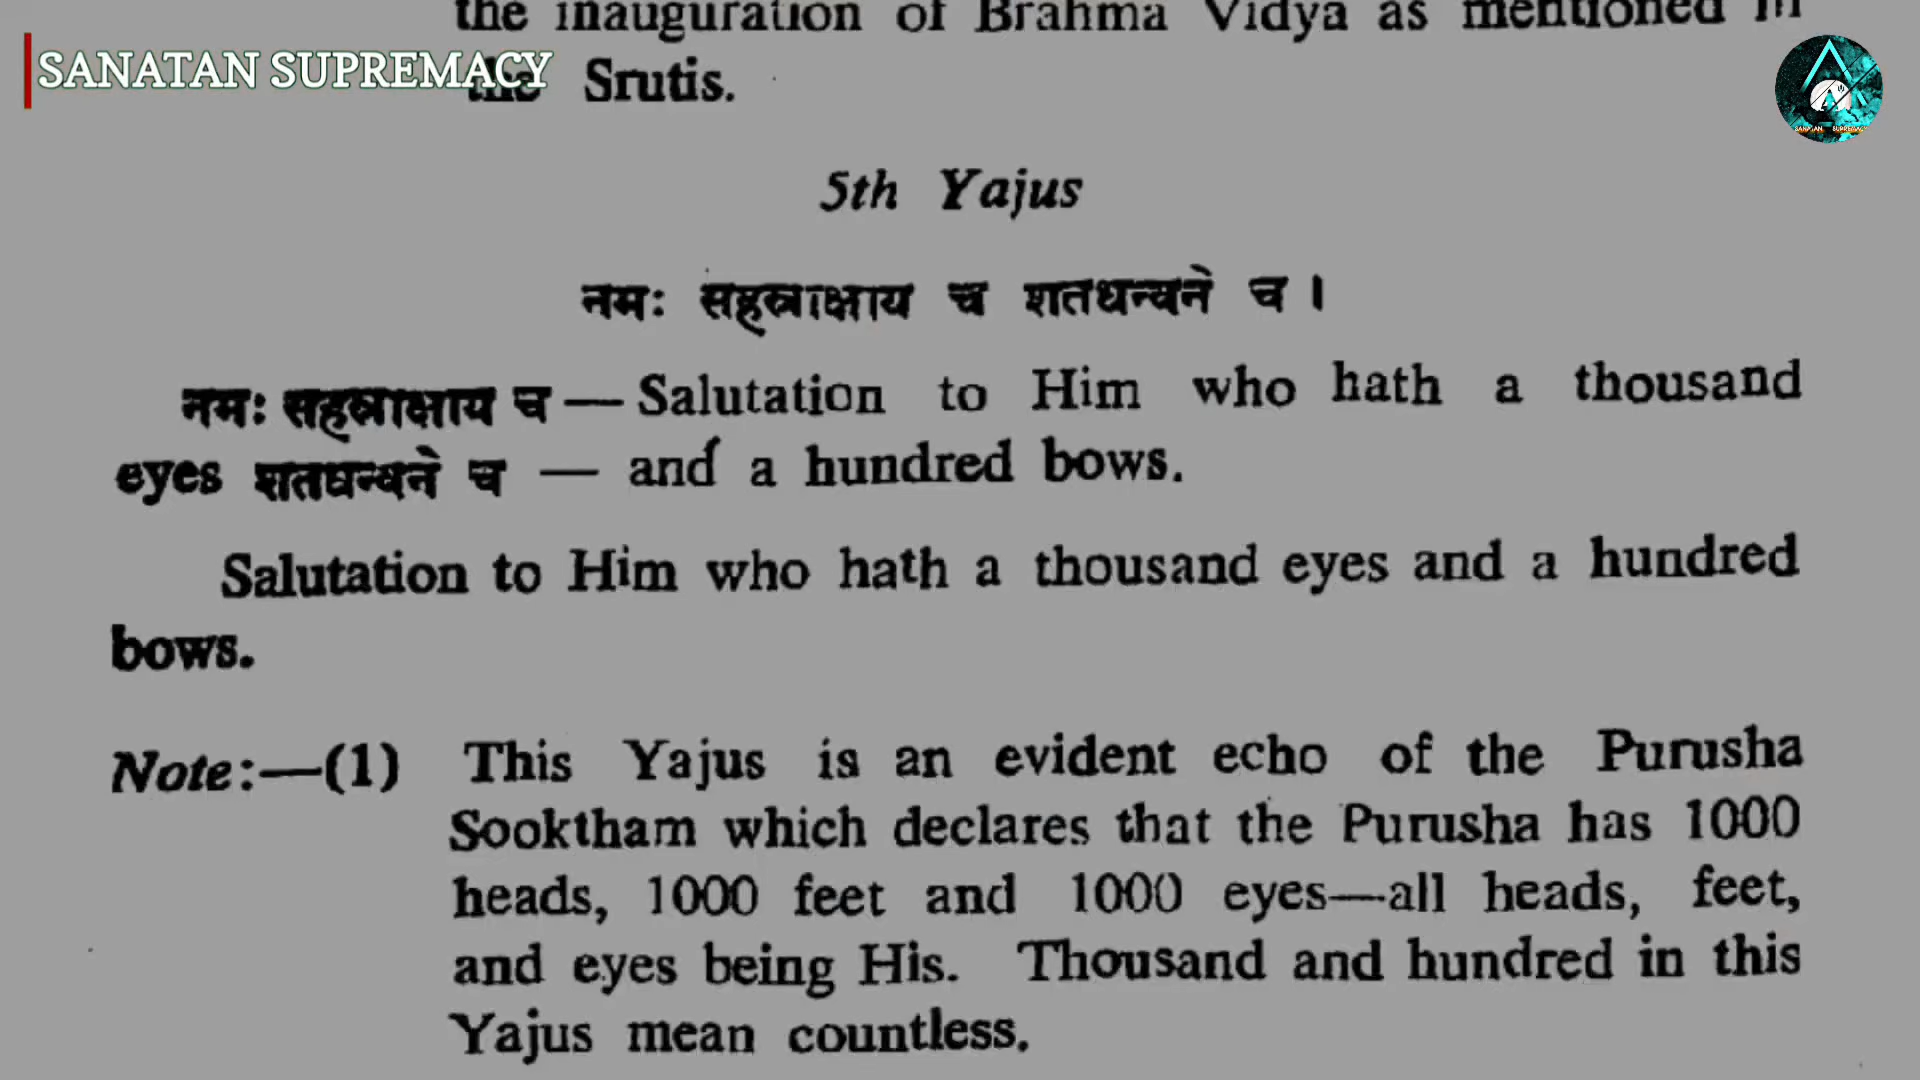 the inauguration of Brahma Vidya as mentioned in
SANATAN SUPREMACY
the Srutis.
SANATAN SUPREMACY
5th Yajus
नमः सहस्राक्षाय च शतधन्वने च ।
नमः सहस्राक्षाय च — Salutation to Him who hath a thousand
eyes शतधन्वने च — and a hundred bows.
Salutation to Him who hath a thousand eyes and a hundred
bows.
Note:—(1) This Yajus is an evident echo of the Purusha
Sooktham which declares that the Purusha has 1000
heads, 1000 feet and 1000 eyes—all heads, feet,
and eyes being His. Thousand and hundred in this
Yajus mean countless.